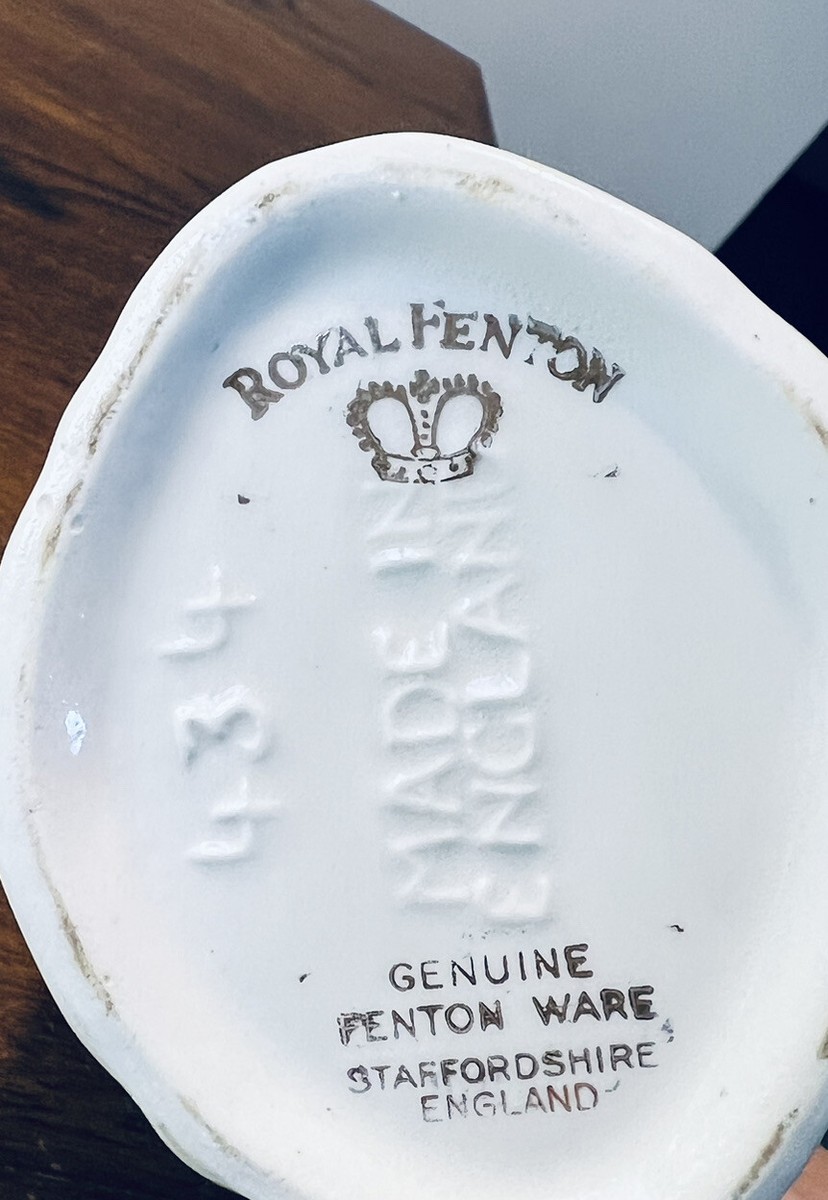 ROYAL FENTON
MADE IN
ENGLAND
434
GENUINE
FENTON WARE
STAFFORDSHIRE
ENGLAND